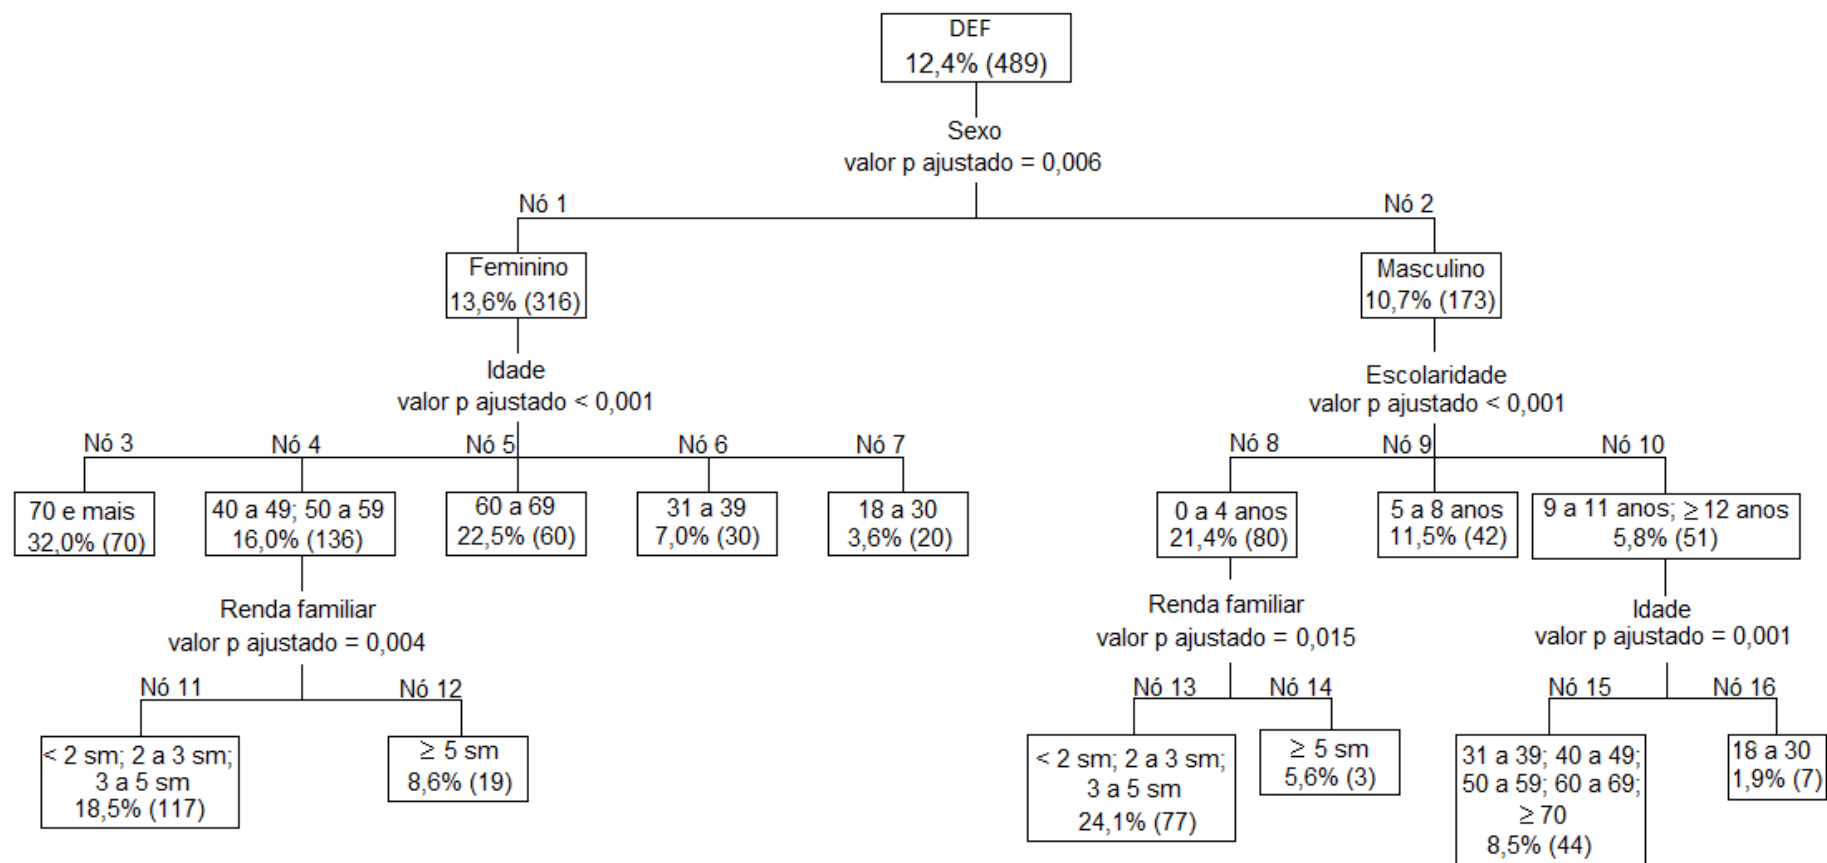 DEF
12,4% (489)
Sexo
valor p ajustado = 0,006
Nó 1
Nó 2
Feminino
13,6% (316)
Masculino
10,7% (173)
Idade
valor p ajustado < 0,001
Escolaridade
valor p ajustado < 0,001
Nó 3
Nó 4
Nó 5
Nó 6
Nó 7
Nó 8
Nó 9
Nó 10
70 e mais
32,0% (70)
40 a 49; 50 a 59
16,0% (136)
60 a 69
22,5% (60)
31 a 39
7,0% (30)
18 a 30
3,6% (20)
0 a 4 anos
21,4% (80)
5 a 8 anos
11,5% (42)
9 a 11 anos; ≥ 12 anos
5,8% (51)
Renda familiar
valor p ajustado = 0,004
Renda familiar
valor p ajustado = 0,015
Idade
valor p ajustado = 0,001
Nó 11
Nó 12
Nó 13
Nó 14
Nó 15
Nó 16
< 2 sm; 2 a 3 sm;
3 a 5 sm
18,5% (117)
≥ 5 sm
8,6% (19)
< 2 sm; 2 a 3 sm;
3 a 5 sm
24,1% (77)
≥ 5 sm
5,6% (3)
31 a 39; 40 a 49;
50 a 59; 60 a 69;
≥ 70
8,5% (44)
18 a 30
1,9% (7)